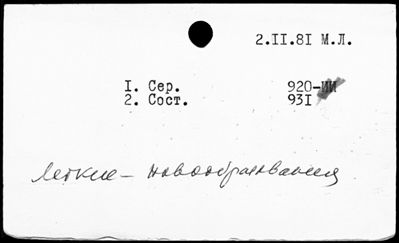 2.II.8I М.Л.
I. Сер. 920-ИИ
2. Сост. 93I
Легкие – новообразования